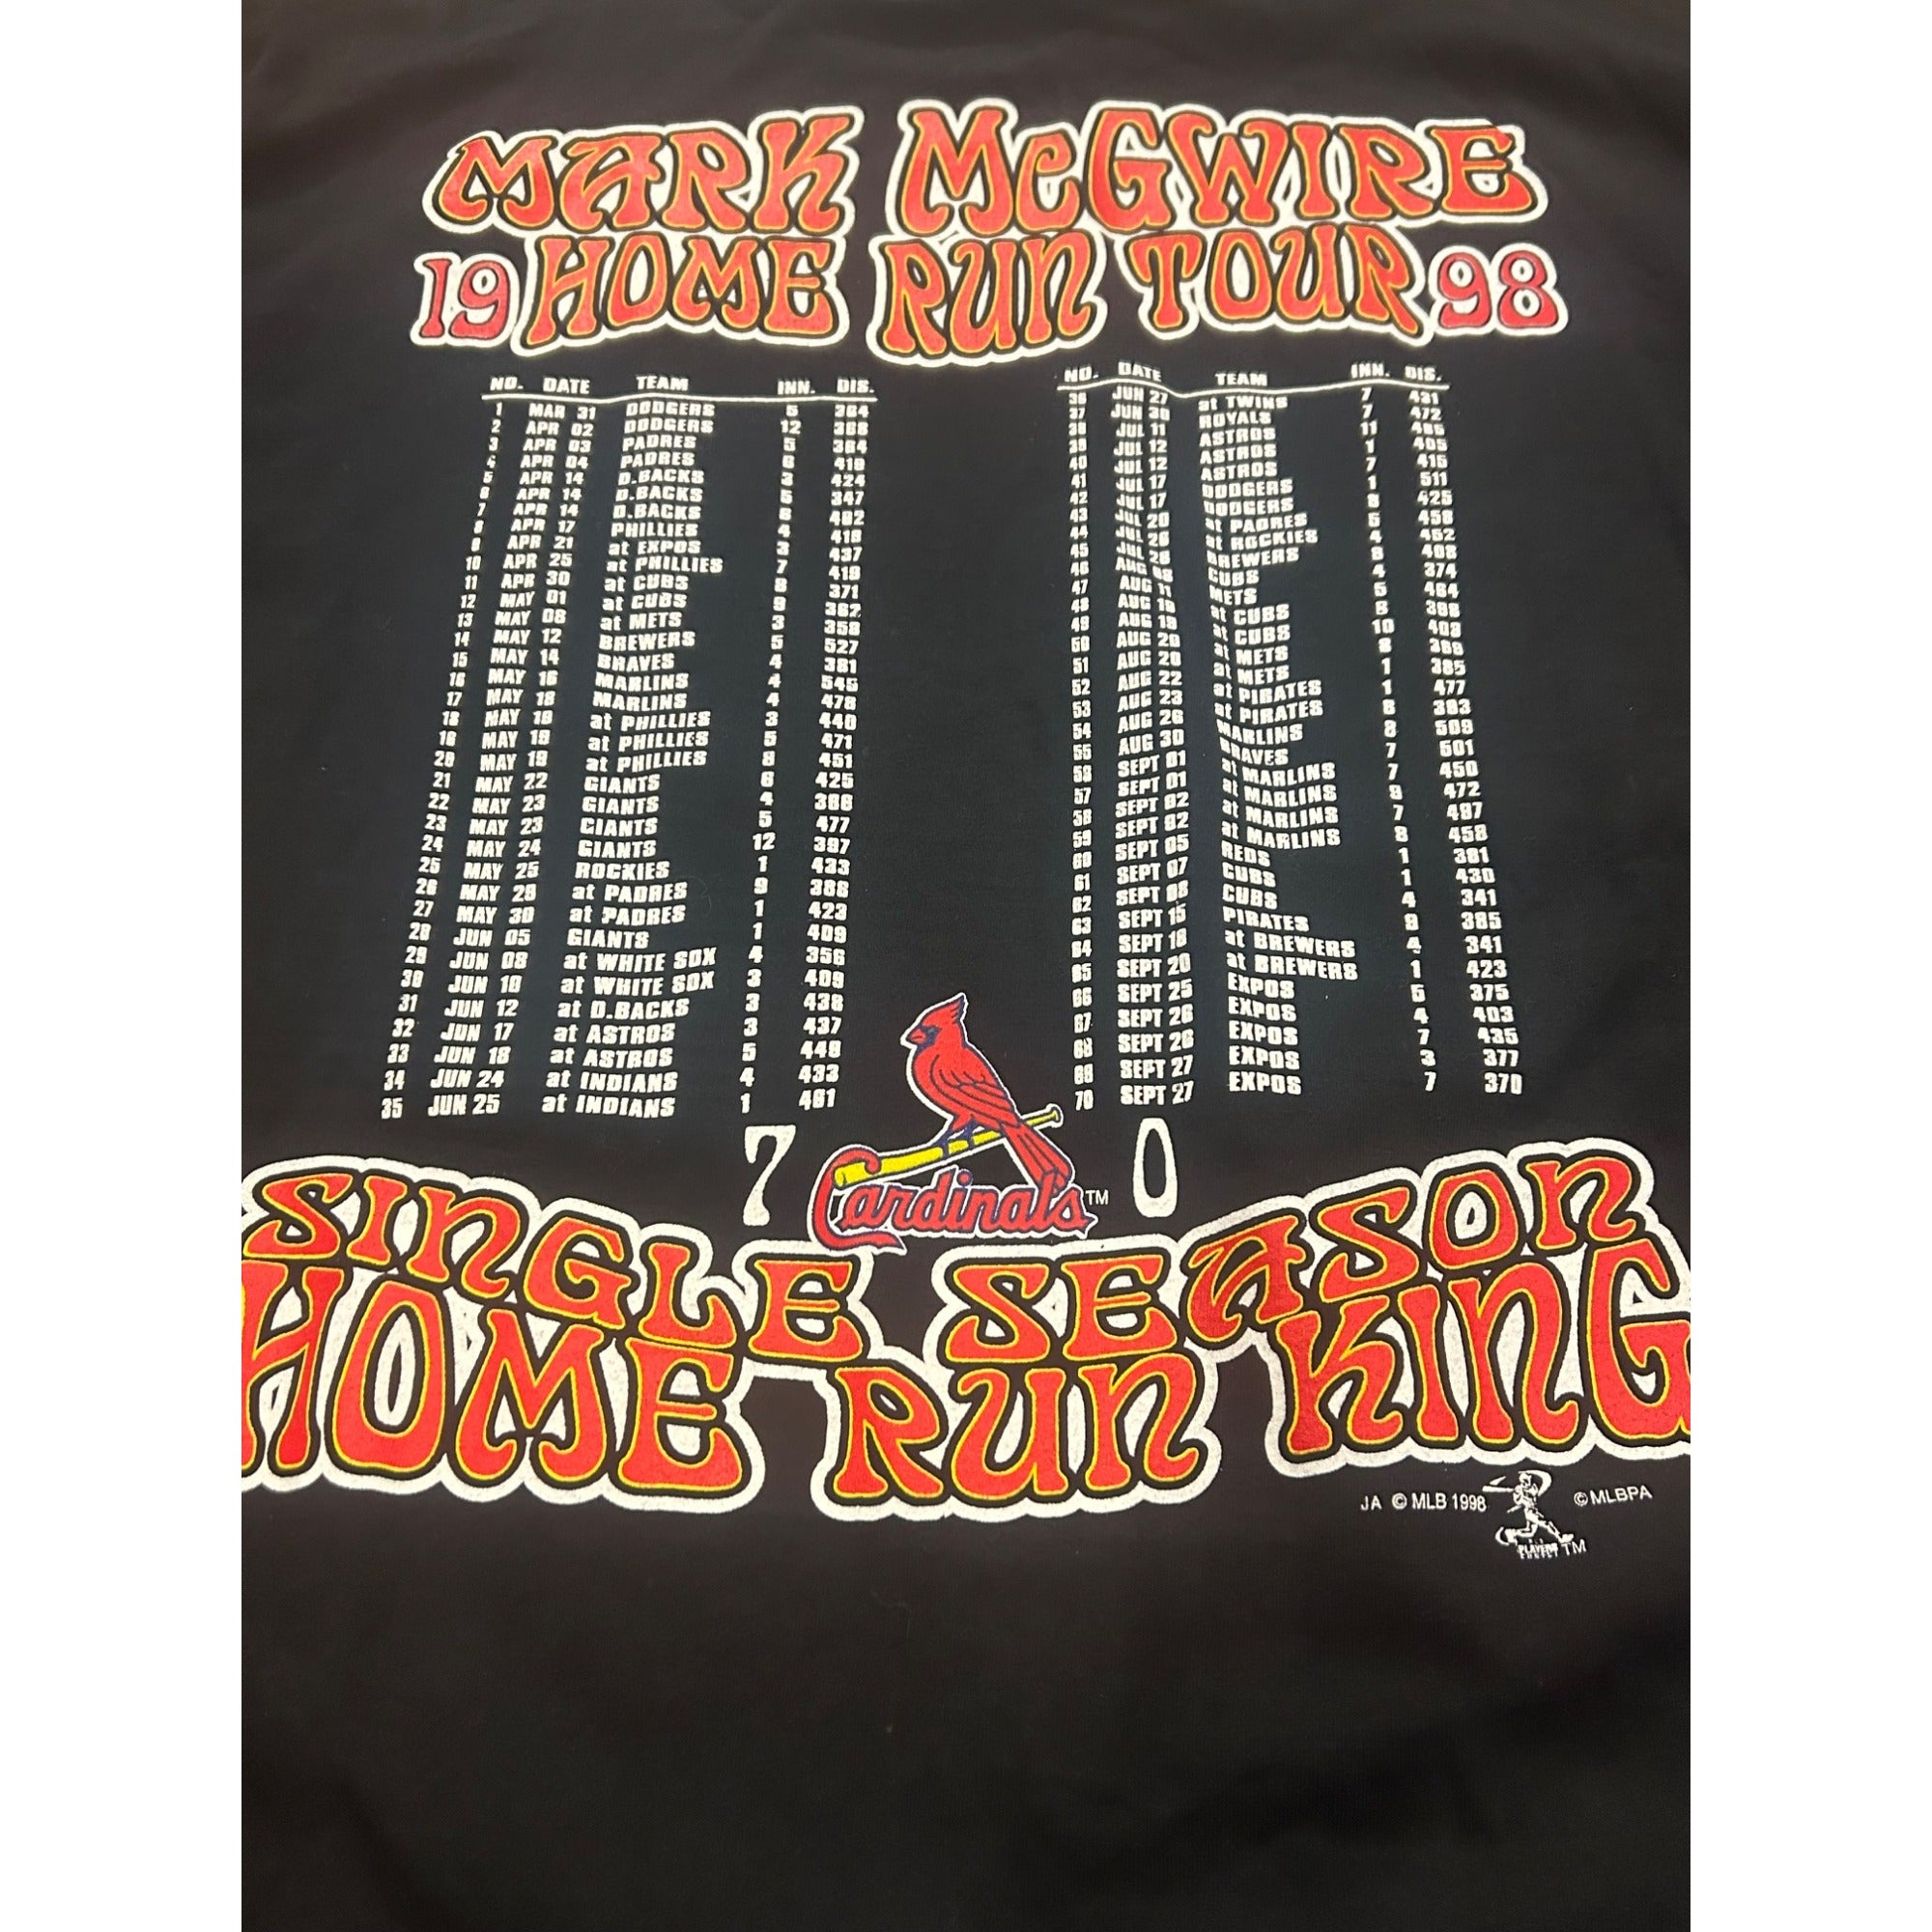 MARK McGWIRE
19 HOME RUN TOUR 98
NO. DATE TEAM INN. DIS.
1 MAR 31 DODGERS 5 364
2 APR 02 DODGERS 12 368
3 APR 03 PADRES 5 364
4 APR 04 PADRES 6 419
5 APR 14 D.BACKS 3 424
6 APR 14 D.BACKS 5 347
7 APR 14 D.BACKS 8 462
8 APR 17 PHILLIES 4 419
9 APR 21 at EXPOS 3 437
10 APR 25 at PHILLIES 7 419
11 APR 30 at CUBS 8 371
12 MAY 01 at CUBS 9 362
13 MAY 08 at METS 3 358
14 MAY 12 BREWERS 5 527
15 MAY 14 BRAVES 4 381
16 MAY 16 MARLINS 4 545
17 MAY 18 MARLINS 4 478
18 MAY 19 at PHILLIES 3 440
19 MAY 19 at PHILLIES 5 471
20 MAY 19 at PHILLIES 8 451
21 MAY 22 GIANTS 6 425
22 MAY 23 GIANTS 4 366
23 MAY 23 GIANTS 5 477
24 MAY 24 GIANTS 12 397
25 MAY 25 ROCKIES 1 433
26 MAY 29 at PADRES 9 388
27 MAY 30 at PADRES 1 423
28 JUN 05 GIANTS 1 409
29 JUN 08 at WHITE SOX 4 356
30 JUN 10 at WHITE SOX 3 409
31 JUN 12 at D.BACKS 3 438
32 JUN 17 at ASTROS 3 437
33 JUN 18 at ASTROS 5 449
34 JUN 24 at INDIANS 4 433
35 JUN 25 at INDIANS 1 461
NO. DATE TEAM INN. DIS.
36 JUN 27 at TWINS 7 431
37 JUN 30 ROYALS 7 472
38 JUL 11 ASTROS 11 485
39 JUL 12 ASTROS 1 405
40 JUL 12 ASTROS 7 415
41 JUL 17 DODGERS 1 511
42 JUL 17 DODGERS 8 425
43 JUL 20 at PADRES 5 458
44 JUL 26 at ROCKIES 4 452
45 JUL 28 BREWERS 8 408
46 AUG 08 CUBS 4 374
47 AUG 11 METS 5 464
48 AUG 19 at CUBS 8 398
49 AUG 19 at CUBS 10 409
50 AUG 20 at METS 8 369
51 AUG 20 at METS 1 385
52 AUG 22 at PIRATES 1 477
53 AUG 23 at PIRATES 8 393
54 AUG 26 MARLINS 8 509
55 AUG 30 BRAVES 7 501
56 SEPT 01 at MARLINS 7 450
57 SEPT 01 at MARLINS 9 472
58 SEPT 02 at MARLINS 7 497
59 SEPT 02 at MARLINS 8 458
60 SEPT 05 REDS 1 381
61 SEPT 07 CUBS 1 430
62 SEPT 08 CUBS 4 341
63 SEPT 15 PIRATES 9 385
64 SEPT 18 at BREWERS 4 341
65 SEPT 20 at BREWERS 1 423
66 SEPT 25 EXPOS 5 375
67 SEPT 26 EXPOS 4 403
68 SEPT 26 EXPOS 7 435
69 SEPT 27 EXPOS 3 377
70 SEPT 27 EXPOS 7 370
7 Cardinals™ 0
SINGLE SEASON
HOME RUN KING
JA © MLB 1998 ©MLBPA
PLAYERS TM